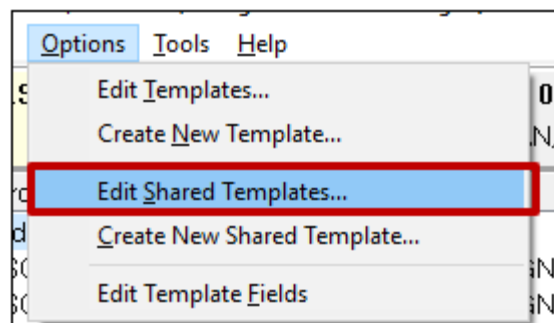 Options Tools Help
Edit Templates...
Create New Template...
Edit Shared Templates...
Create New Shared Template...
Edit Template Fields